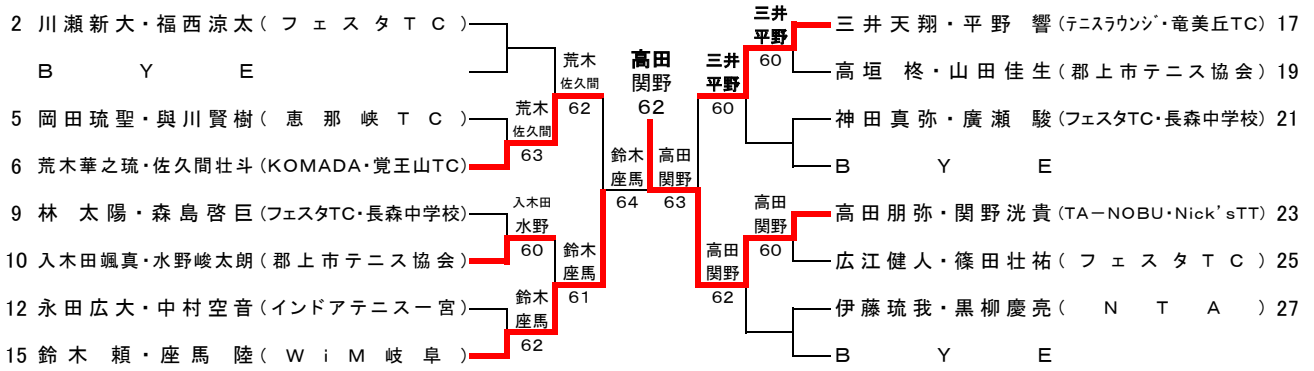 2 川瀬新大・福西涼太(フェスタTC)
BYE
5 岡田琉聖・與川賢樹(恵那峡TC)
6 荒木華之琉・佐久間壮斗(KOMADA・覚王山TC)
9 林 太陽・森島啓巨(フェスタTC・長森中学校)
10 入木田颯真・水野峻太朗(郡上市テニス協会)
12 永田広大・中村空音(インドアテニス一宮)
15 鈴木 頼・座馬 陸(WiM岐阜)
荒木
佐久間
63
入木田
水野
60
鈴木
座馬
62
荒木
佐久間
62
鈴木
座馬
61
鈴木
座馬
64
高田
関野
62
高田
関野
63
三井
平野
60
高田
関野
62
三井
平野
60
高田
関野
60
三井天翔・平野 響(テニスラウンジ・竜美丘TC) 17
高垣 柊・山田佳生(郡上市テニス協会) 19
神田真弥・廣瀬 駿(フェスタTC・長森中学校) 21
BYE
高田朋弥・関野洸貴(TA-NOBU・Nick'sTT) 23
広江健人・篠田壮祐(フェスタTC) 25
伊藤琉我・黒柳慶亮(NTA) 27
BYE